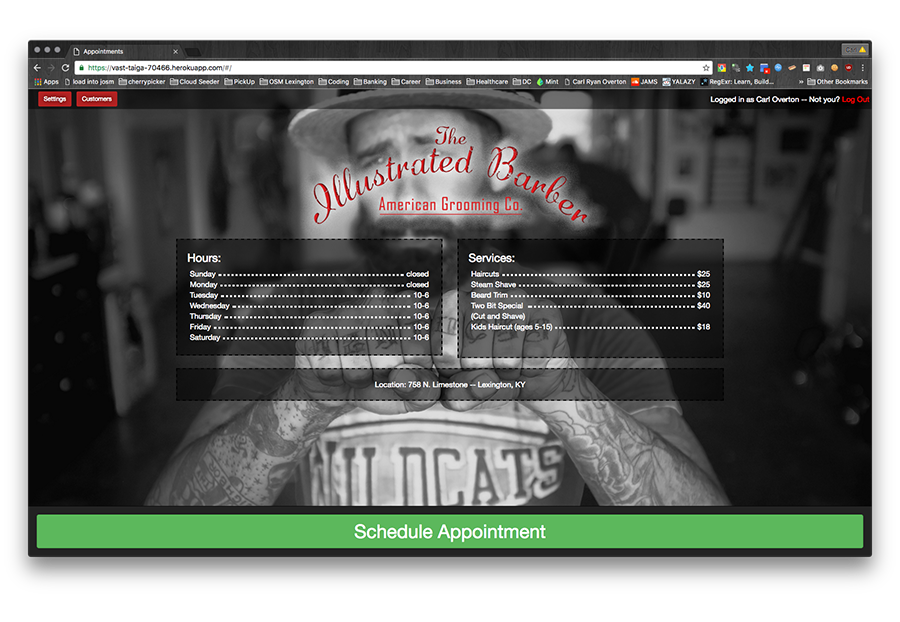 Appointments
https://vast-taiga-70466.herokuapp.com/#/
Apps load into josm cherrypicker Cloud Seeder PickUp OSM Lexington Coding Banking Career Business Healthcare DC Mint Carl Ryan Overton JAMS YALAZY RegExr: Learn, Build... » Other Bookmarks
Settings Customers Logged in as Carl Overton -- Not you? Log Out
The
Illustrated Barber
American Grooming Co.
Hours:
Sunday closed
Monday closed
Tuesday 10-6
Wednesday 10-6
Thursday 10-6
Friday 10-6
Saturday 10-6
Services:
Haircuts $25
Steam Shave $25
Beard Trim $10
Two Bit Special $40
(Cut and Shave)
Kids Haircut (ages 5-15) $18
Location: 758 N. Limestone -- Lexington, KY
WILDCATS
Schedule Appointment